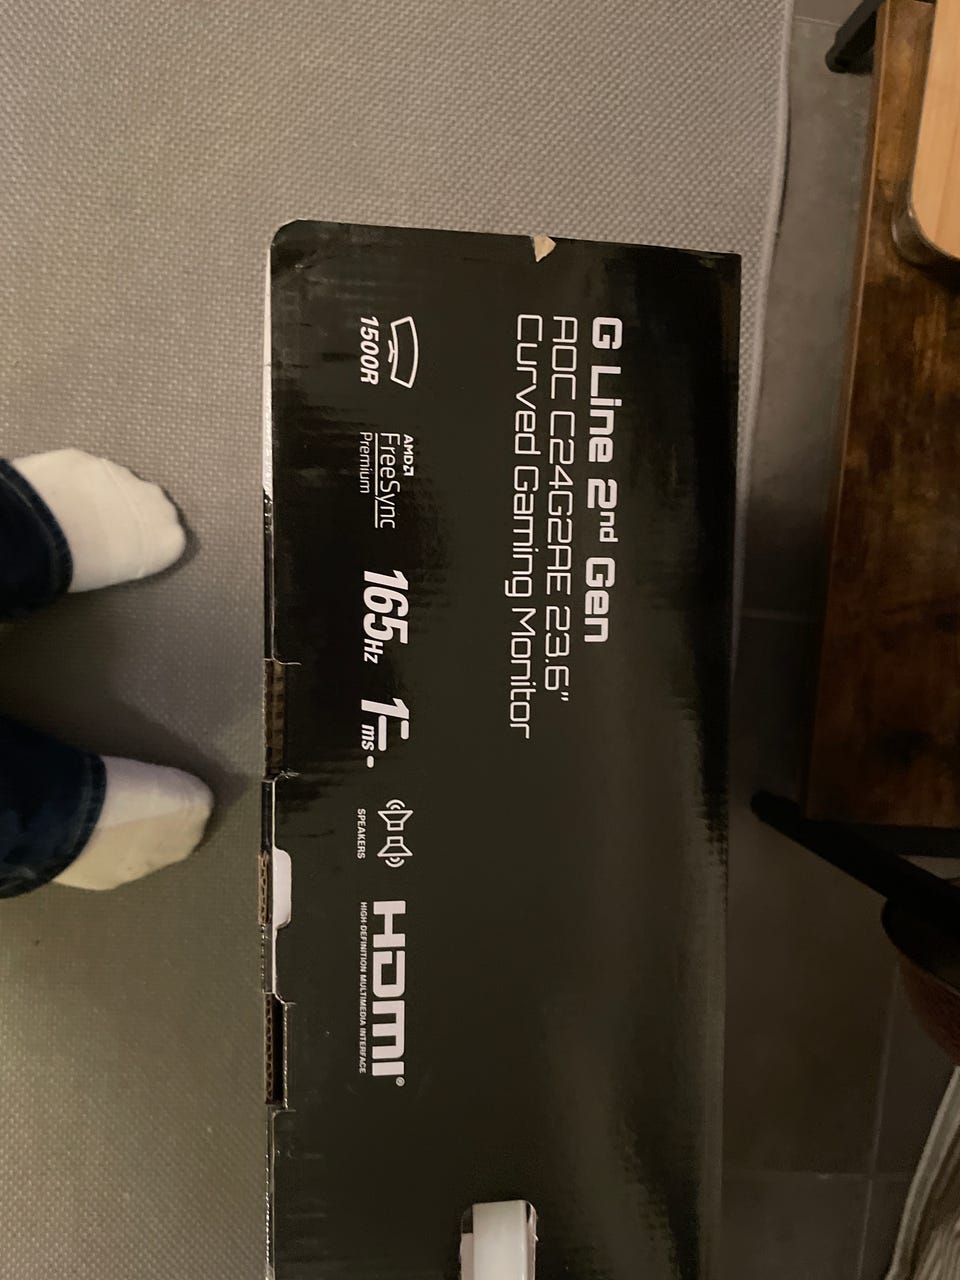 G Line 2nd Gen
AOC C24G2AE 23.6"
Curved Gaming Monitor
1500R
AMD
FreeSync
Premium
165Hz
1ms
SPEAKERS
HDMI®
HIGH-DEFINITION MULTIMEDIA INTERFACE